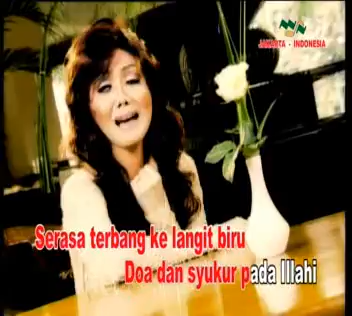 JAKARTA - INDONESIA
Serasa terbang ke langit biru
Doa dan syukur pada Illahi